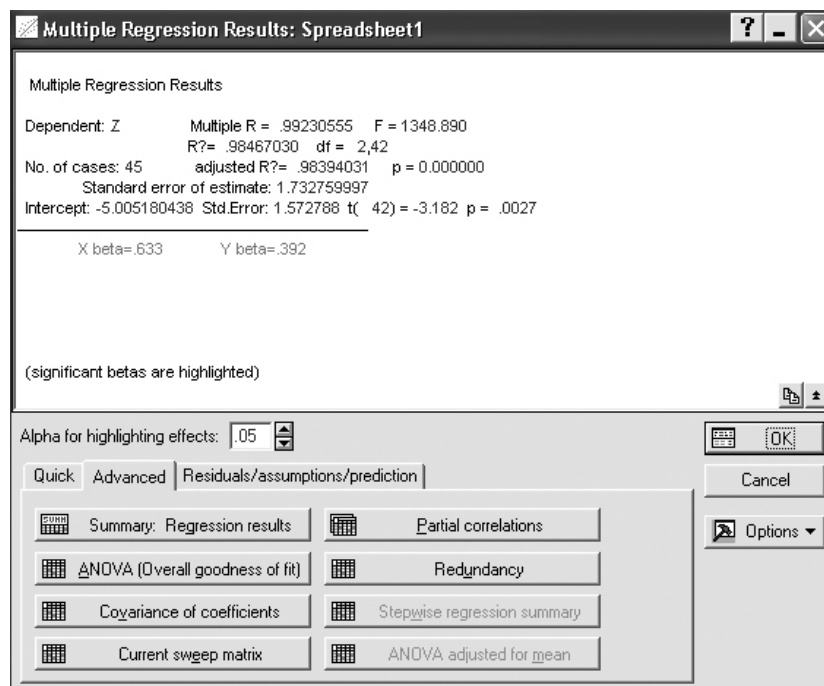 Multiple Regression Results: Spreadsheet1
?
Multiple Regression Results
Dependent: Z Multiple R = .99230555 F = 1348.890
R?= .98467030 df = 2,42
No. of cases: 45 adjusted R?= .98394031 p = 0.000000
Standard error of estimate: 1.732759997
Intercept: -5.005180438 Std.Error: 1.572788 t( 42) = -3.182 p = .0027
X beta=.633 Y beta=.392
(significant betas are highlighted)
Alpha for highlighting effects: .05
OK
Quick Advanced Residuals/assumptions/prediction
Cancel
Summary: Regression results Partial correlations
Options
ANOVA (Overall goodness of fit) Redundancy
Covariance of coefficients Stepwise regression summary
Current sweep matrix ANOVA adjusted for mean